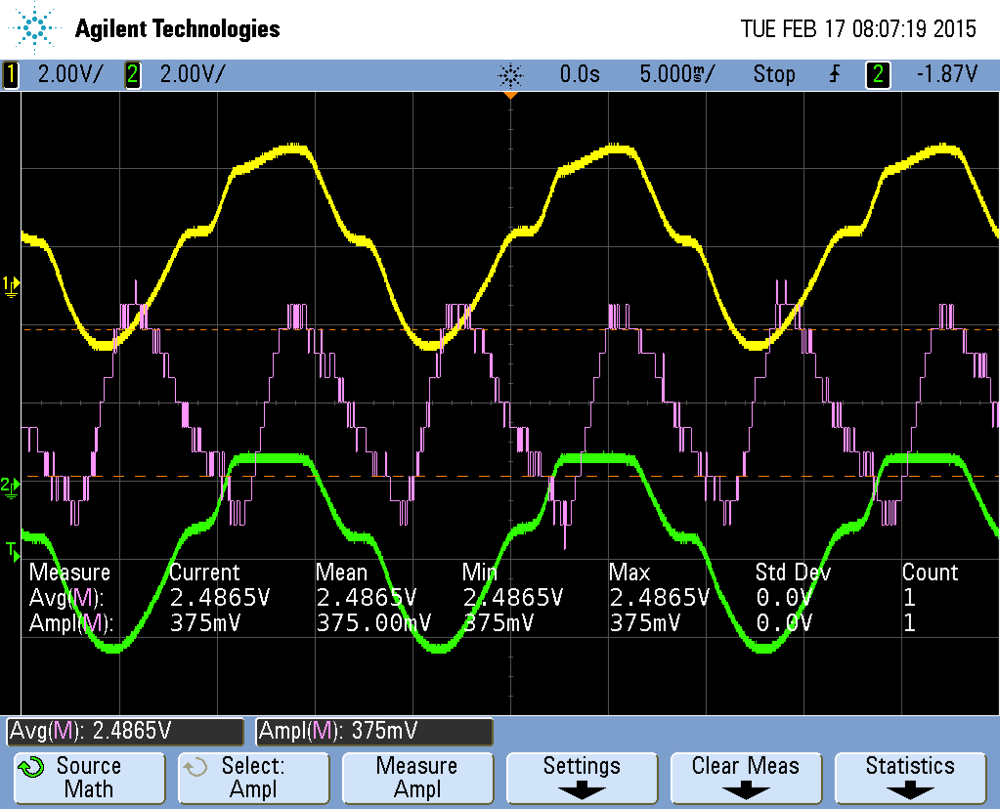 Agilent Technologies TUE FEB 17 08:07:19 2015
1 2.00V/ 2 2.00V/ 0.0s 5.000ms/ Stop 2 -1.87V
1
2
T
Measure Current Mean Min Max Std Dev Count
Avg(M): 2.4865V 2.4865V 2.4865V 2.4865V 0.0V 1
Ampl(M): 375mV 375.00mV 375mV 375mV 0.0V 1
Avg(M): 2.4865V Ampl(M): 375mV
Source Select: Measure Settings Clear Meas Statistics
Math Ampl Ampl